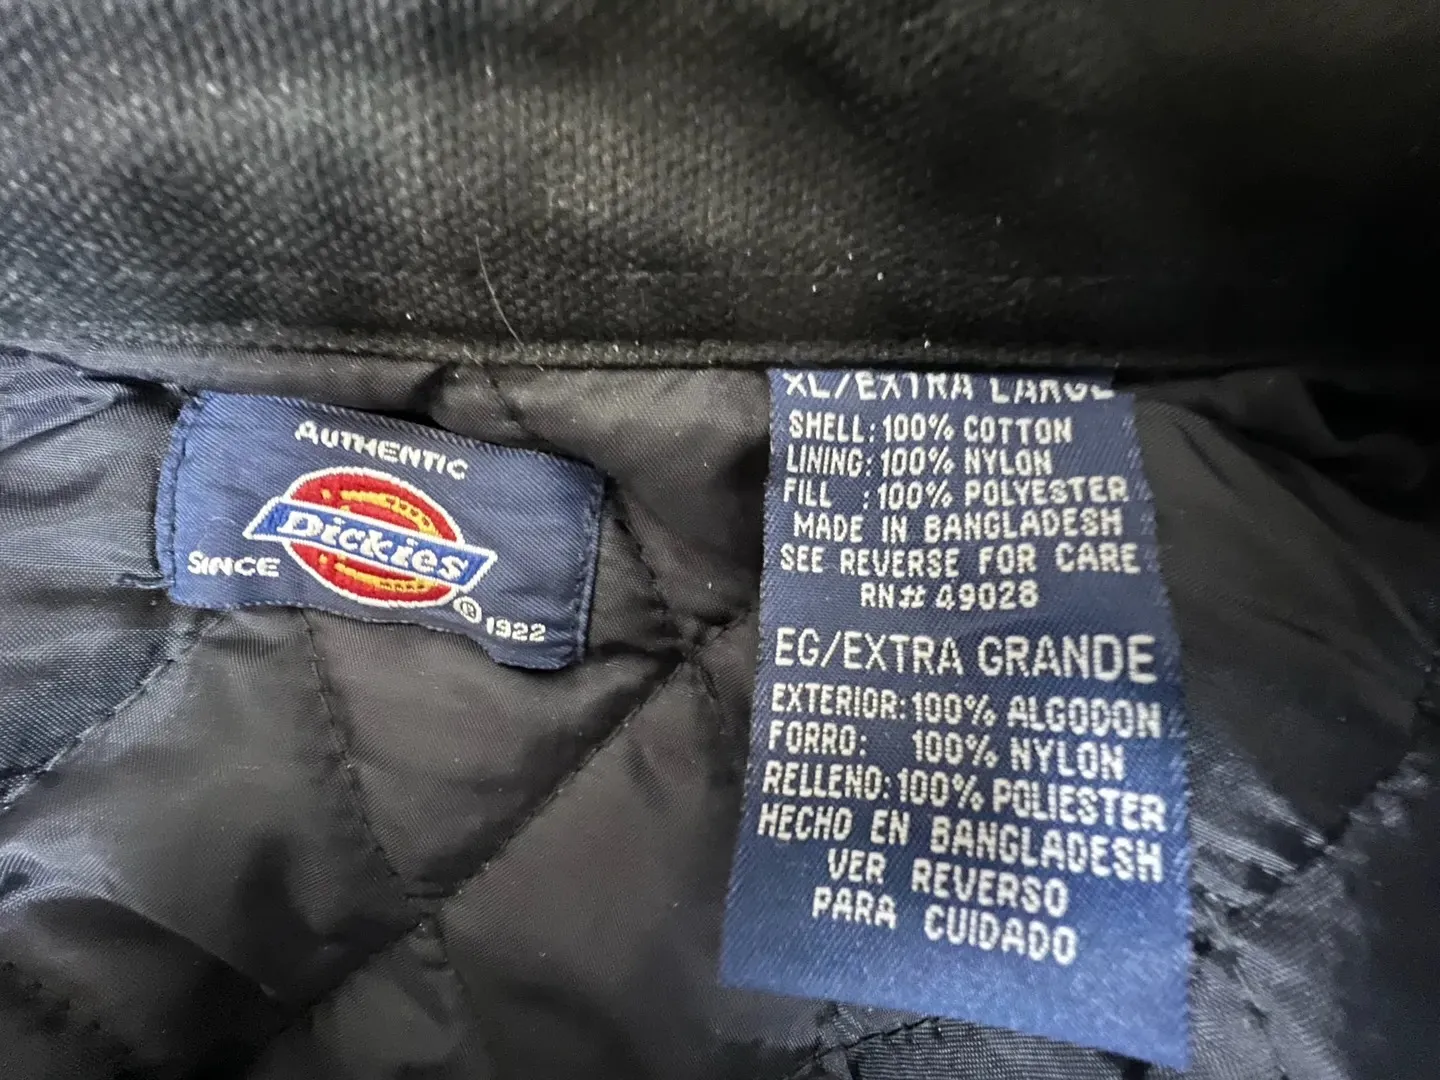 AUTHENTIC
Dickies
SINCE
® 1922
XL/EXTRA LARGE
SHELL: 100% COTTON
LINING: 100% NYLON
FILL : 100% POLYESTER
MADE IN BANGLADESH
SEE REVERSE FOR CARE
RN# 49028
EG/EXTRA GRANDE
EXTERIOR: 100% ALGODON
FORRO: 100% NYLON
RELLENO: 100% POLIESTER
HECHO EN BANGLADESH
VER REVERSO
PARA CUIDADO